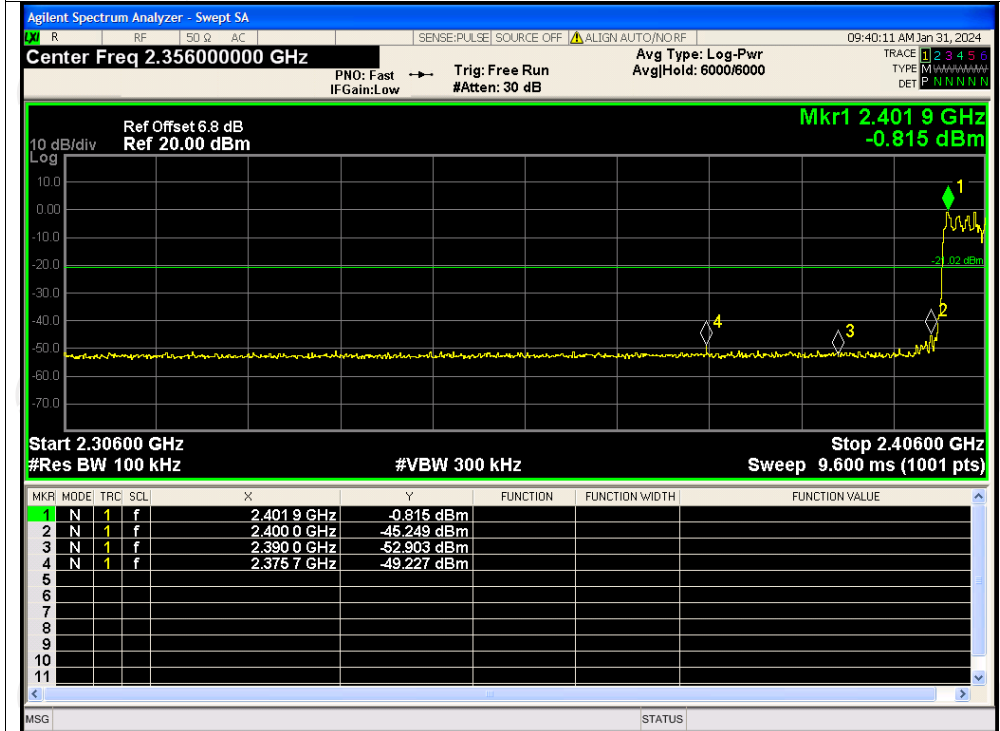 Agilent Spectrum Analyzer - Swept SA
LXI R RF 50 Ω AC SENSE:PULSE SOURCE OFF ALIGN AUTO/NO RF 09:40:11 AM Jan 31, 2024
Center Freq 2.356000000 GHz
PNO: Fast
IFGain:Low
Trig: Free Run
#Atten: 30 dB
Avg Type: Log-Pwr
Avg|Hold: 6000/6000
TRACE 1 2 3 4 5 6
TYPE M
DET P N N N N N
Mkr1 2.401 9 GHz
-0.815 dBm
Ref Offset 6.8 dB
10 dB/div Ref 20.00 dBm
Log
10.0
0.00
-10.0
-20.0
-30.0
-40.0
-50.0
-60.0
-70.0
1
-21.02 dBm
2
3
4
Start 2.30600 GHz Stop 2.40600 GHz
#Res BW 100 kHz #VBW 300 kHz Sweep 9.600 ms (1001 pts)
MKR MODE TRC SCL X Y FUNCTION FUNCTION WIDTH FUNCTION VALUE
1 N 1 f 2.401 9 GHz -0.815 dBm
2 N 1 f 2.400 0 GHz -45.249 dBm
3 N 1 f 2.390 0 GHz -52.903 dBm
4 N 1 f 2.375 7 GHz -49.227 dBm
5
6
7
8
9
10
11
MSG STATUS